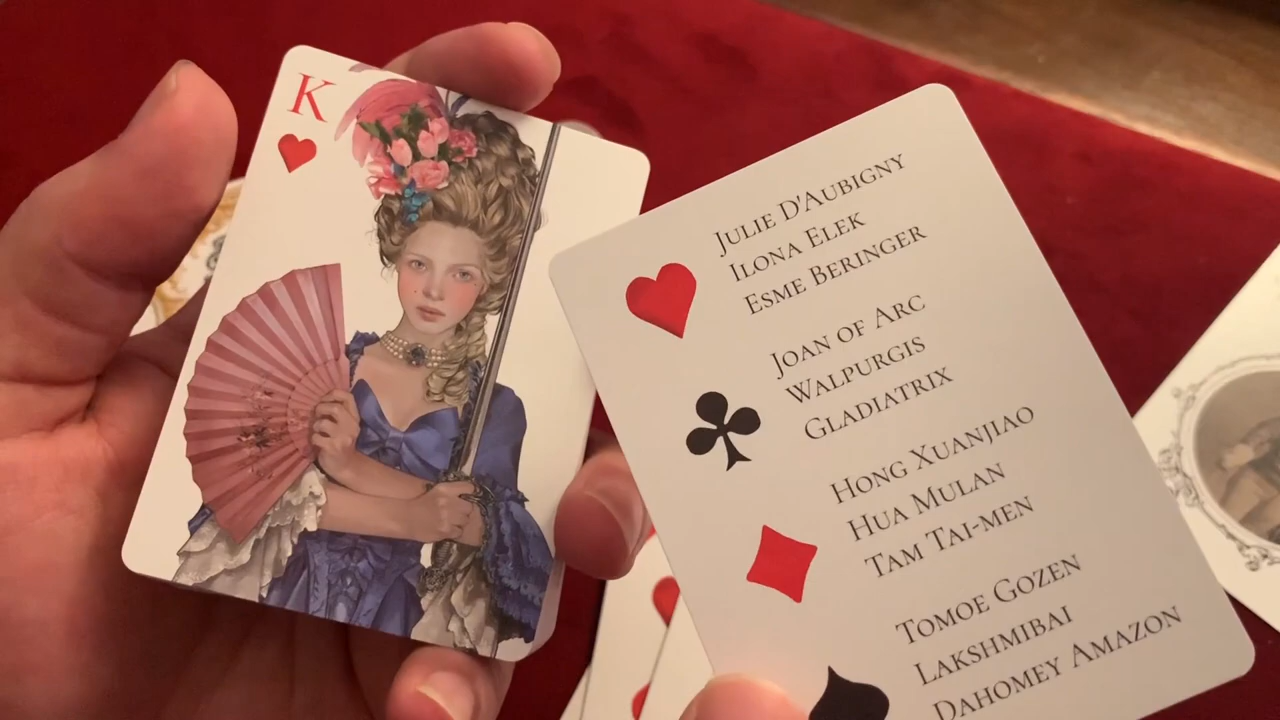 K
Julie D'Aubigny
Ilona Elek
Esme Beringer
Joan of Arc
Walpurgis
Gladiatrix
Hong Xuanjiao
Hua Mulan
Tam Tai-men
Tomoe Gozen
Lakshmibai
Dahomey Amazon